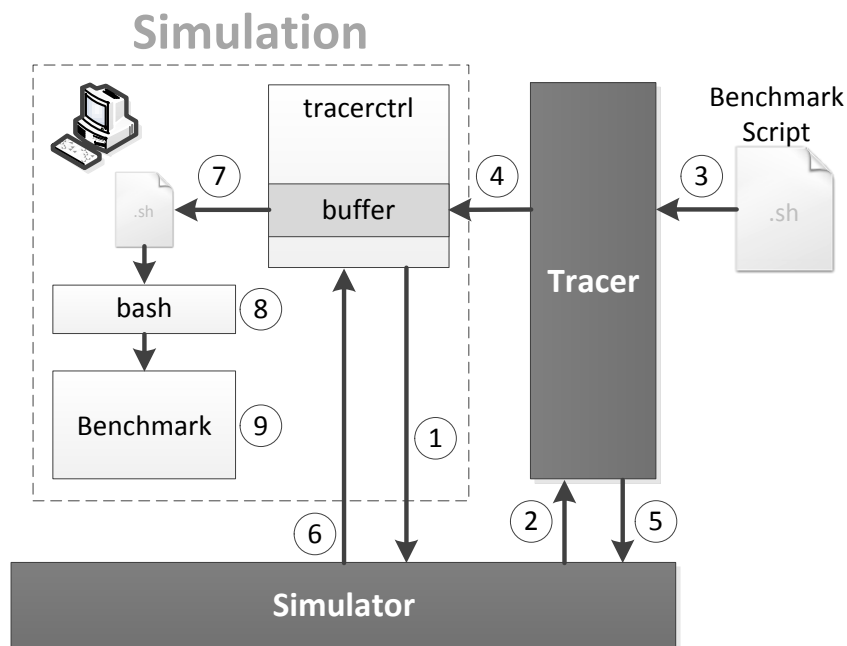 Simulation
tracerctrl
Benchmark
Script
7
4
3
.sh
buffer
.sh
Tracer
bash
8
Benchmark
9
1
6
2
5
Simulator